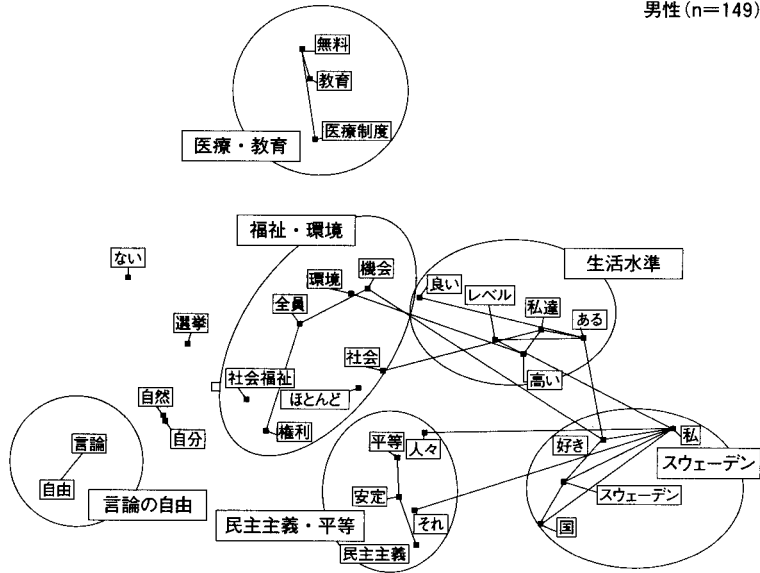 男性(n=149)
無料
教育
医療制度
医療・教育
福祉・環境
ない
環境
機会
良い
レベル
生活水準
全員
私達
ある
選挙
社会
高い
社会福祉
ほとんど
自然
自分
権利
平等
人々
好き
私
言論
スウェーデン
自由
安定
スウェーデン
言論の自由
それ
国
民主主義・平等
民主主義